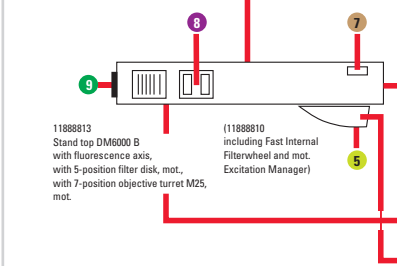 8
7
9
11888813
Stand top DM6000 B
with fluorescence axis,
with 5-position filter disk, mot.,
with 7-position objective turret M25,
mot.
(11888810
including Fast Internal
Filterwheel and mot.
Excitation Manager)
5